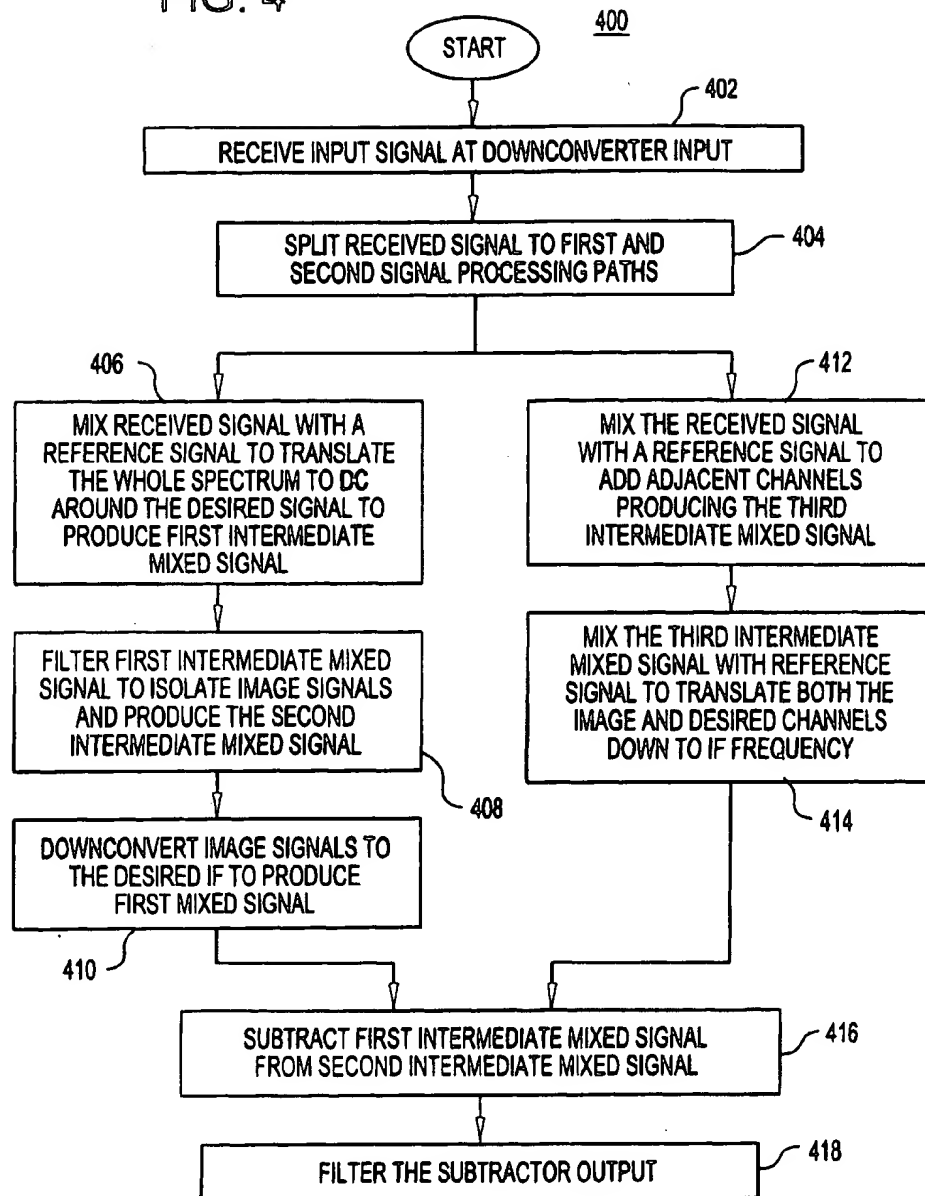 FIG. 4
400
START
402
RECEIVE INPUT SIGNAL AT DOWNCONVERTER INPUT
SPLIT RECEIVED SIGNAL TO FIRST AND
SECOND SIGNAL PROCESSING PATHS
404
406
MIX RECEIVED SIGNAL WITH A
REFERENCE SIGNAL TO TRANSLATE
THE WHOLE SPECTRUM TO DC
AROUND THE DESIRED SIGNAL TO
PRODUCE FIRST INTERMEDIATE
MIXED SIGNAL
412
MIX THE RECEIVED SIGNAL
WITH A REFERENCE SIGNAL TO
ADD ADJACENT CHANNELS
PRODUCING THE THIRD
INTERMEDIATE MIXED SIGNAL
FILTER FIRST INTERMEDIATE MIXED
SIGNAL TO ISOLATE IMAGE SIGNALS
AND PRODUCE THE SECOND
INTERMEDIATE MIXED SIGNAL
408
MIX THE THIRD INTERMEDIATE
MIXED SIGNAL WITH REFERENCE
SIGNAL TO TRANSLATE BOTH THE
IMAGE AND DESIRED CHANNELS
DOWN TO IF FREQUENCY
414
DOWNCONVERT IMAGE SIGNALS TO
THE DESIRED IF TO PRODUCE
FIRST MIXED SIGNAL
410
SUBTRACT FIRST INTERMEDIATE MIXED SIGNAL
FROM SECOND INTERMEDIATE MIXED SIGNAL
416
FILTER THE SUBTRACTOR OUTPUT
418